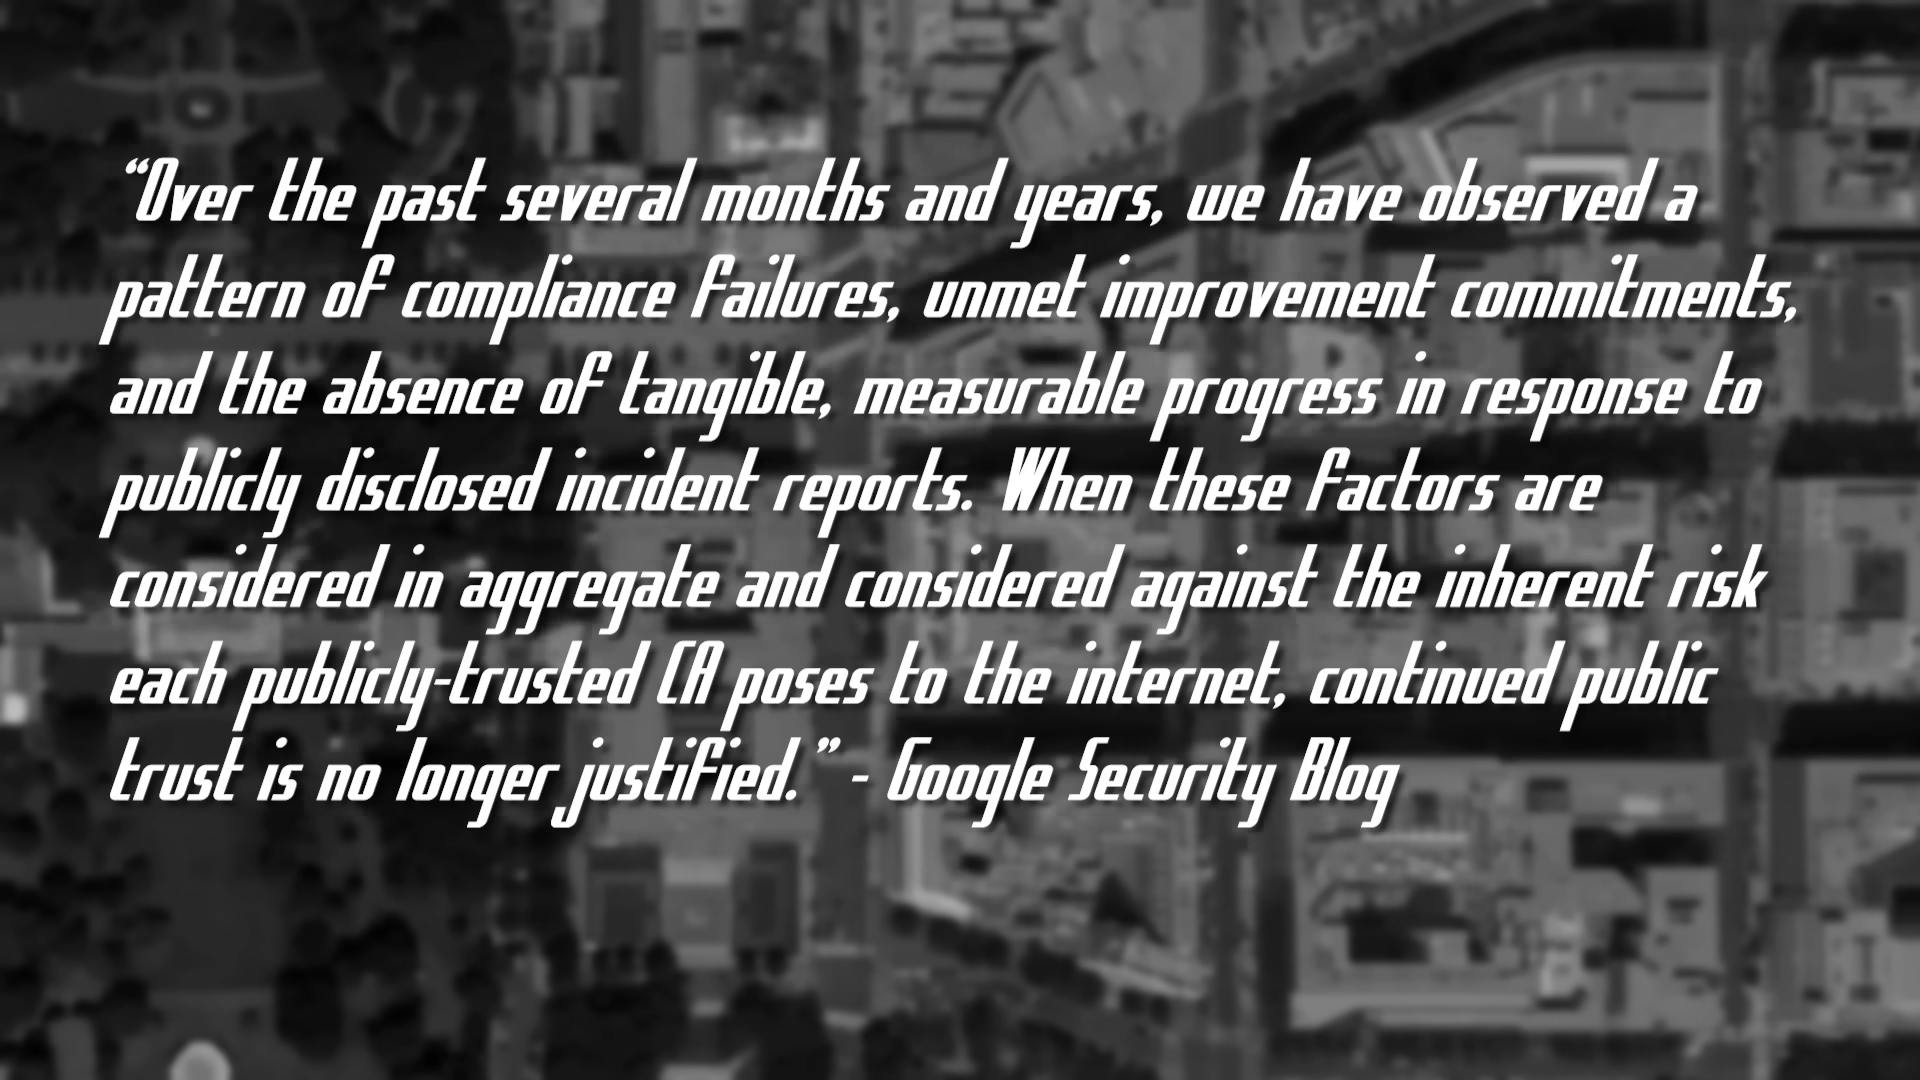 “Over the past several months and years, we have observed a
pattern of compliance failures, unmet improvement commitments,
and the absence of tangible, measurable progress in response to
publicly disclosed incident reports. When these factors are
considered in aggregate and considered against the inherent risk
each publicly-trusted CA poses to the internet, continued public
trust is no longer justified.” - Google Security Blog